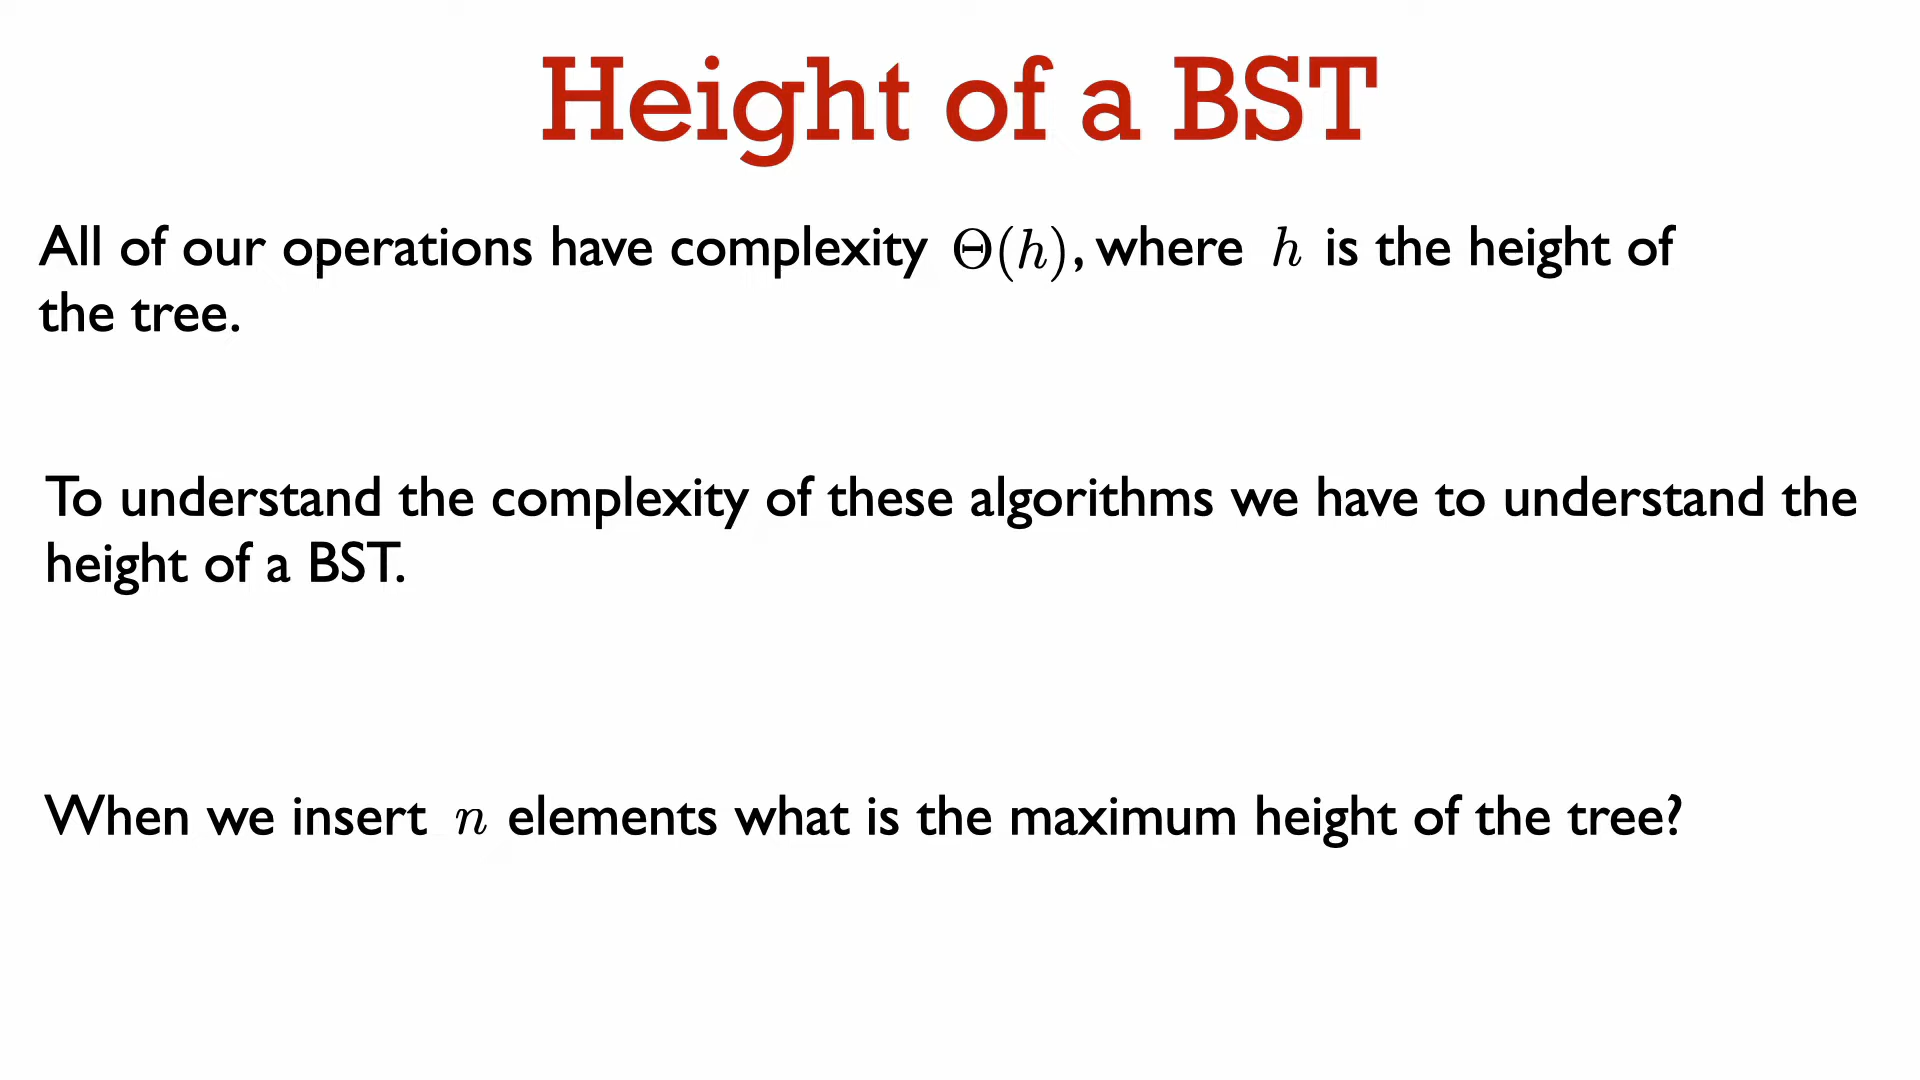 Height of a BST
All of our operations have complexity Θ(h), where h is the height of
the tree.
To understand the complexity of these algorithms we have to understand the
height of a BST.
When we insert n elements what is the maximum height of the tree?